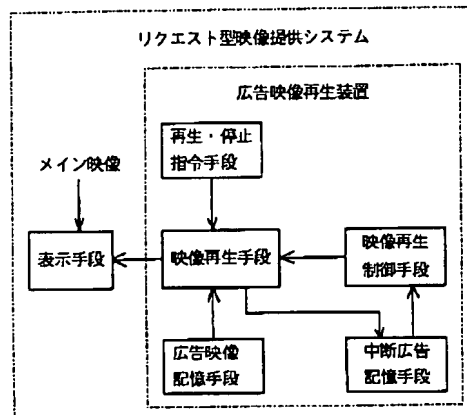 リクエスト型映像提供システム
広告映像再生装置
再生・停止
指令手段
メイン映像
表示手段
映像再生手段
映像再生
制御手段
広告映像
記憶手段
中断広告
記憶手段